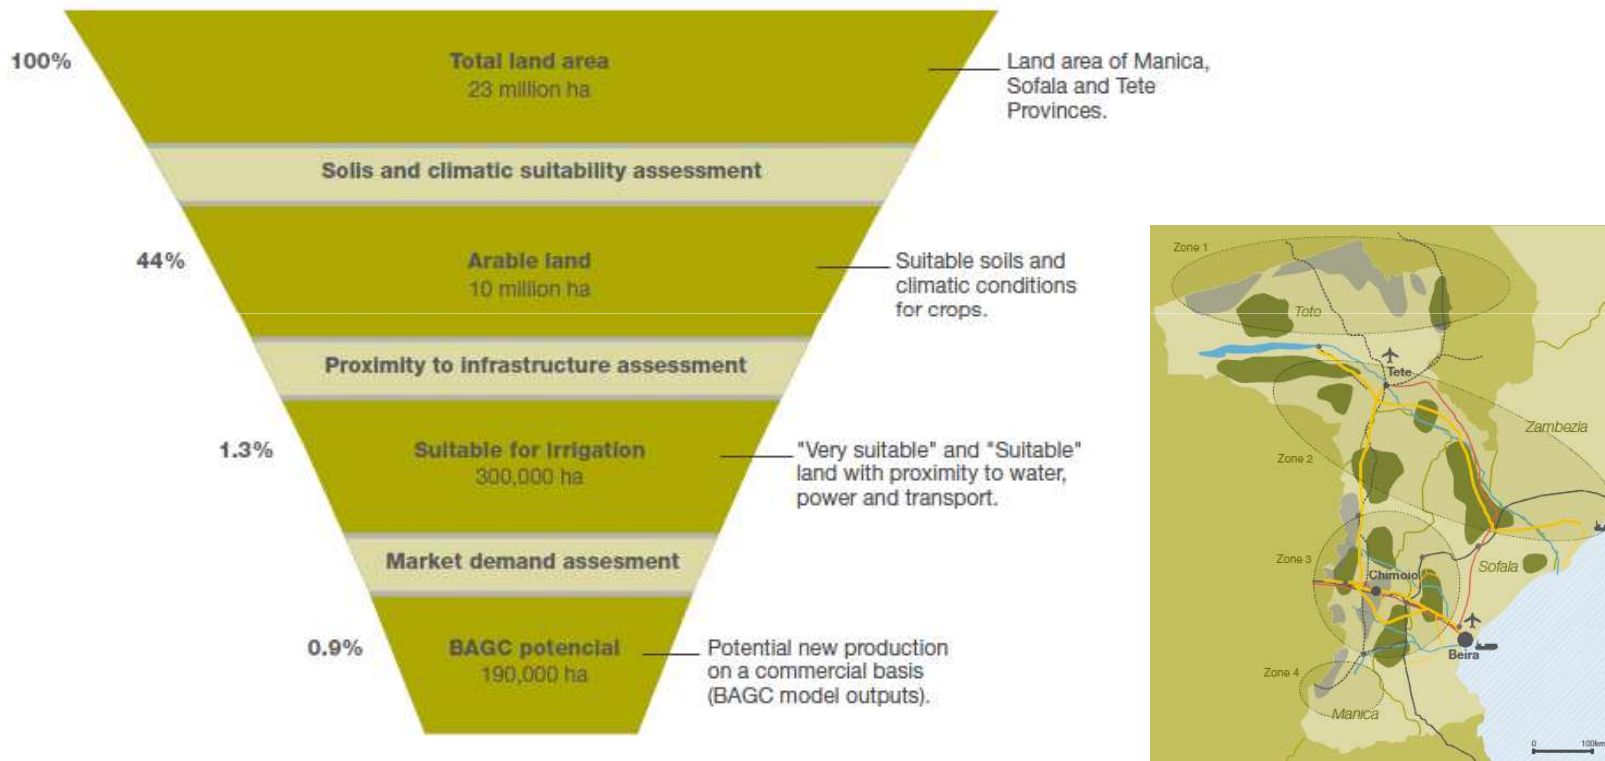 100%
Total land area
23 million ha
Land area of Manica,
Sofala and Tete
Provinces.
Solis and climatic suitability assessment
44%
Arable land
10 million ha
Suitable soils and
climatic conditions
for crops.
Proximity to infrastructure assessment
1.3%
Suitable for irrigation
300,000 ha
"Very suitable" and "Suitable"
land with proximity to water,
power and transport.
Market demand assesment
0.9%
BAGC potencial
190,000 ha
Potential new production
on a commercial basis
(BAGC model outputs).
Zone 1
Toto
Tete
Zambezia
Zone 2
Zone 3
Sofala
Chimoio
Beira
Zone 4
Manica
0 100km